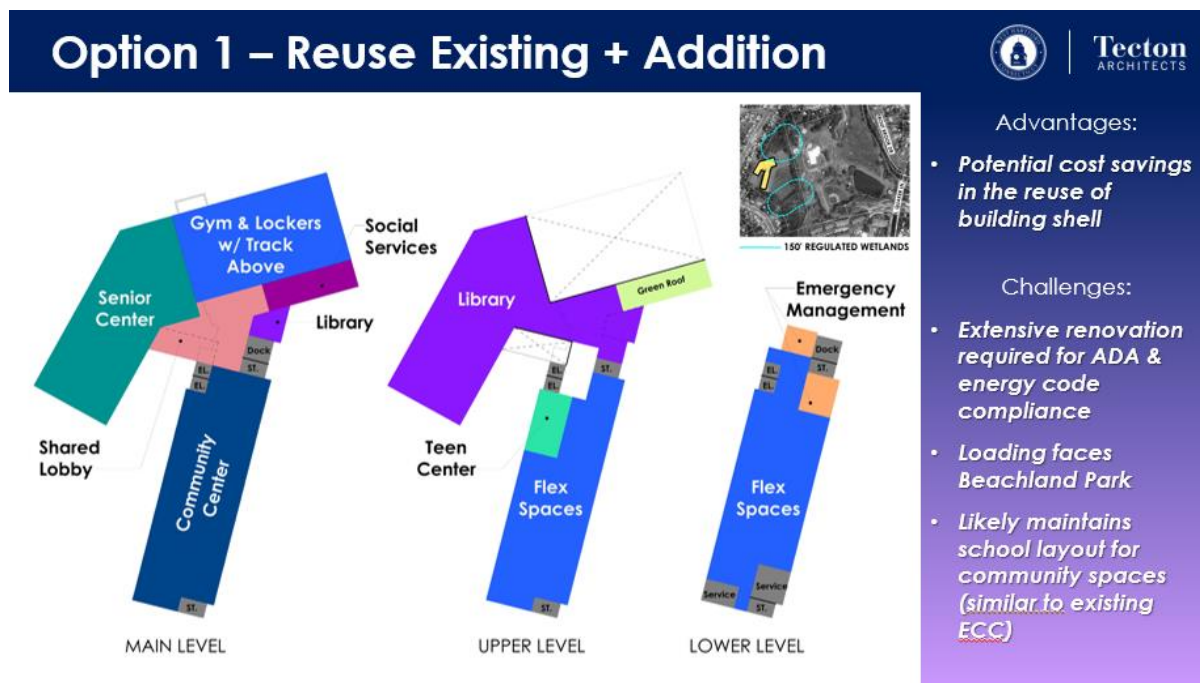 Option 1 – Reuse Existing + Addition
Tecton
ARCHITECTS
Gym & Lockers
w/ Track
Above
Social
Services
Senior
Center
Library
Dock
ST.
EL.
EL.
Shared
Lobby
Community
Center
ST.
MAIN LEVEL
Library
Green Roof
EL.
EL.
ST.
Teen
Center
Flex
Spaces
ST.
UPPER LEVEL
150' REGULATED WETLANDS
Emergency
Management
Dock
EL.
EL.
ST.
Flex
Spaces
Service
Service
ST.
LOWER LEVEL
Advantages:
• Potential cost savings
in the reuse of
building shell
Challenges:
• Extensive renovation
required for ADA &
energy code
compliance
• Loading faces
Beachland Park
• Likely maintains
school layout for
community spaces
(similar to existing
ECC)